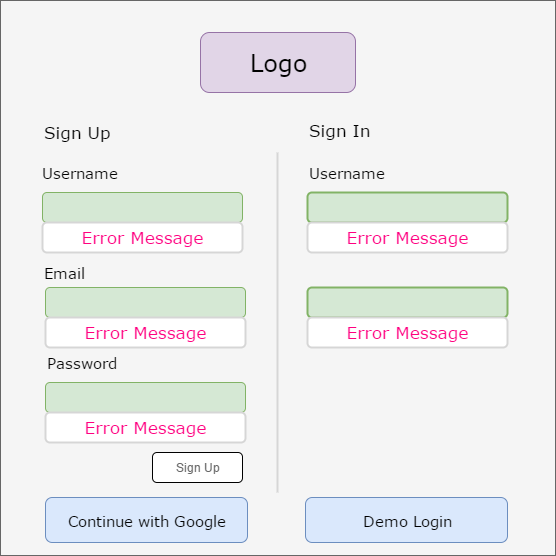 Logo
Sign Up
Username
Error Message
Email
Error Message
Password
Error Message
Sign Up
Continue with Google
Sign In
Username
Error Message
Error Message
Demo Login